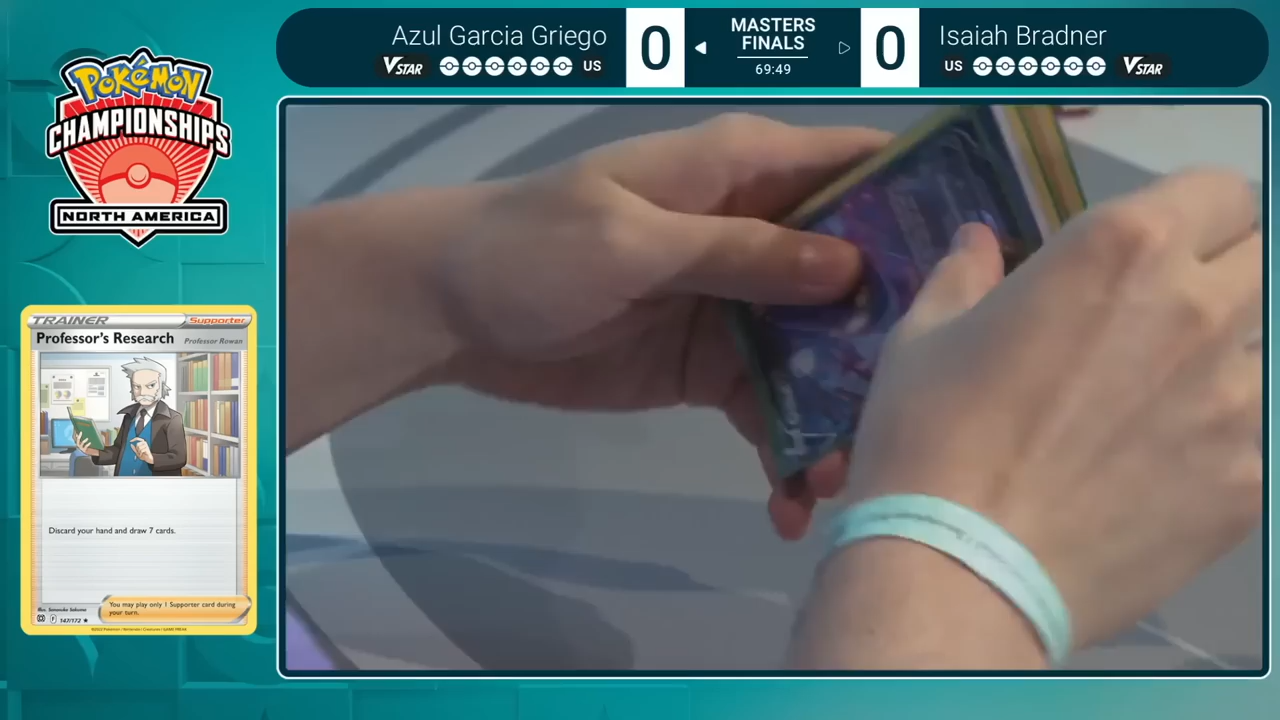 Azul Garcia Griego
0
MASTERS
FINALS
69:49
0
Isaiah Bradner
VSTAR
US
US
VSTAR
Pokémon
CHAMPIONSHIPS
NORTH AMERICA
TRAINER
Supporter
Professor's Research
Professor Rowan
Discard your hand and draw 7 cards.
You may play only 1 Supporter card during
your turn.
F 147/172 ★